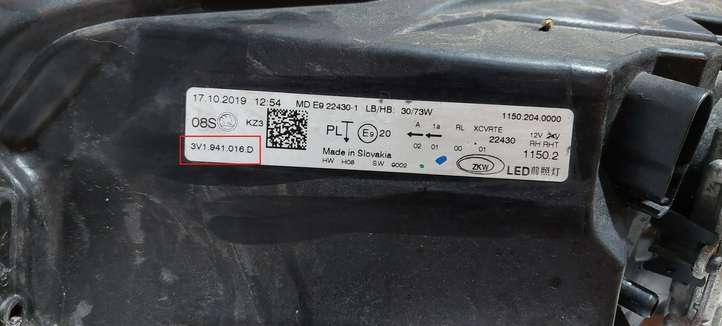 17.10.2019 12:54 MD E9 22430-1 LB/HB: 30/73W 1150.204.0000
08S KZ3 PL E9 20 A 1a RL XCVRTE 12V
02 01 00 01 22430 RH RHT
3V1.941.016.D Made in Slovakia 1150.2
HW H08 SW 9002 ZKW LED前照灯